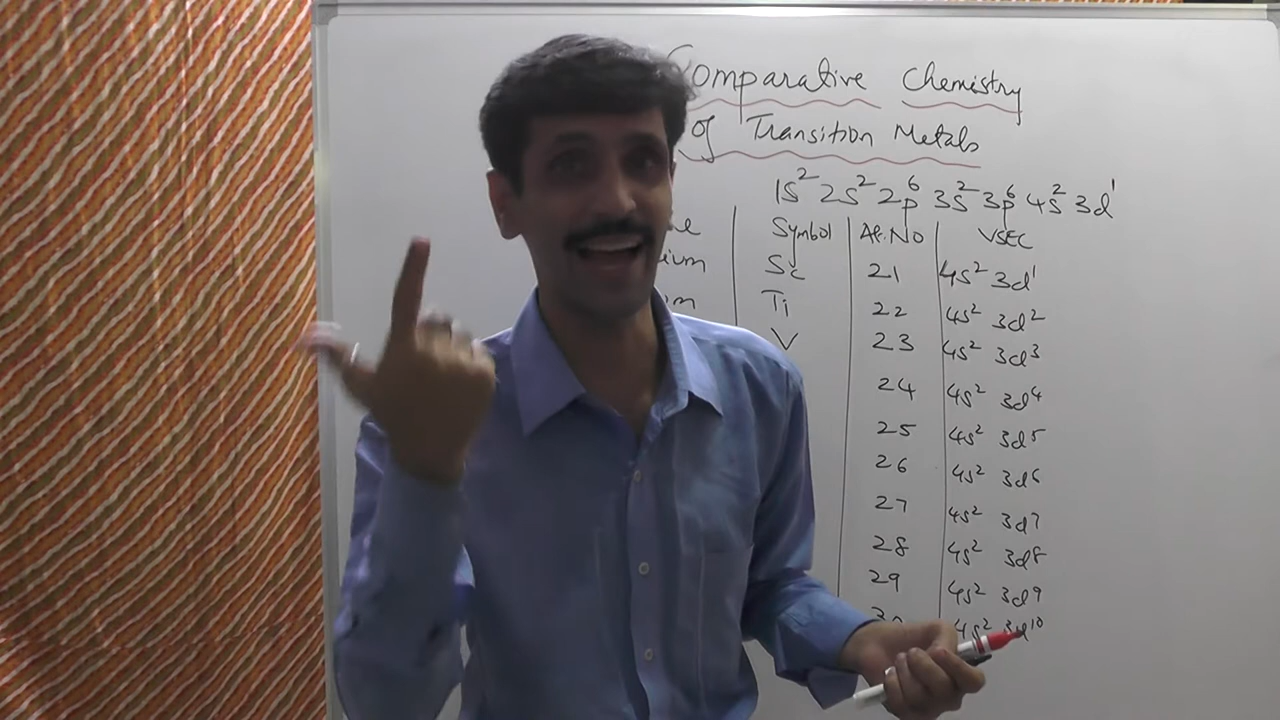 Comparative Chemistry
of Transition Metals
1s² 2s² 2p⁶ 3s² 3p⁶ 4s² 3d¹
Symbol At.No VSEC
Sc 21 4s² 3d¹
Ti 22 4s² 3d²
V 23 4s² 3d³
24 4s² 3d⁴
25 4s² 3d⁵
26 4s² 3d⁶
27 4s² 3d⁷
28 4s² 3d⁸
29 4s² 3d⁹
4s² 3d¹⁰